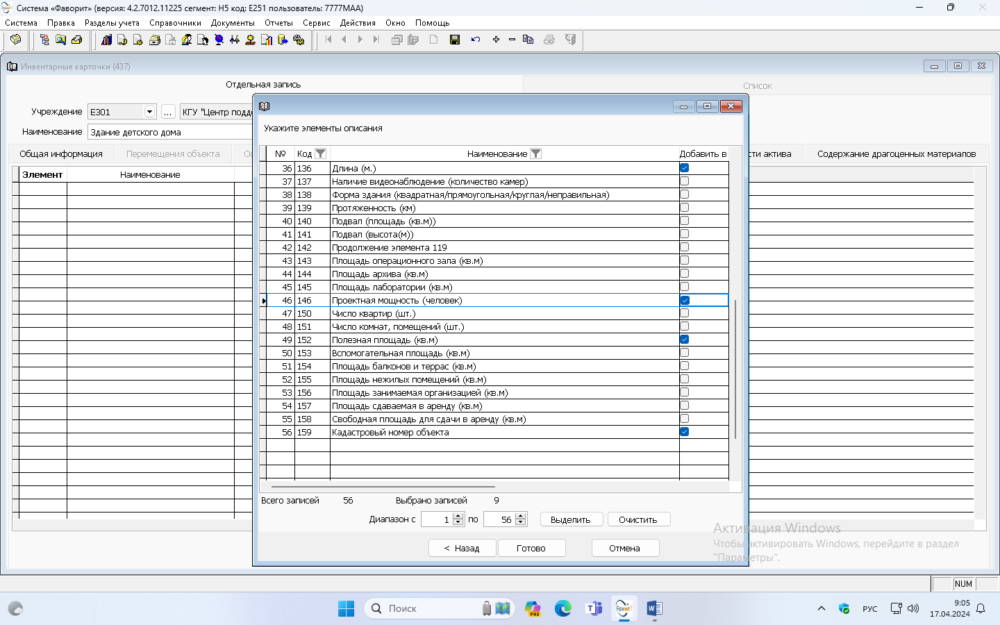 Система «Фаворит» (версия: 4.2.7012.11225 сегмент: H5 код: E251 пользователь: 7777MAA)
Система Правка Разделы учета Справочники Документы Отчеты Сервис Действия Окно Помощь
Инвентарные карточки (437)
Отдельная запись Список
Учреждение E301 ... КГУ "Центр
Наименование Здание детского дома
Общая информация Перемещения объекта актива Содержание драгоценных материалов
Элемент Наименование
Укажите элементы описания
№ Код Наименование Добавить в
36 136 Длина (м.)
37 137 Наличие видеонаблюдение (количество камер)
38 138 Форма здания (квадратная/прямоугольная/круглая/неправильная)
39 139 Протяженность (км)
40 140 Подвал (площадь (кв.м))
41 141 Подвал (высота(м))
42 142 Продолжение элемента 119
43 143 Площадь операционного зала (кв.м)
44 144 Площадь архива (кв.м)
45 145 Площадь лаборатории (кв.м)
46 146 Проектная мощность (человек)
47 150 Число квартир (шт.)
48 151 Число комнат, помещений (шт.)
49 152 Полезная площадь (кв.м)
50 153 Вспомогательная площадь (кв.м)
51 154 Площадь балконов и террас (кв.м)
52 155 Площадь нежилых помещений (кв.м)
53 156 Площадь занимаемая организацией (кв.м)
54 157 Площадь сдаваемая в аренду (кв.м)
55 158 Свободная площадь для сдачи в аренду (кв.м)
56 159 Кадастровый номер объекта
Всего записей 56 Выбрано записей 9
Диапазон с 1 по 56 Выделить Очистить
< Назад Готово Отмена
Активация Windows
Чтобы активировать Windows, перейдите в раздел
"Параметры".
NUM
Поиск
PRE
Favorit
РУС
9:05
17.04.2024